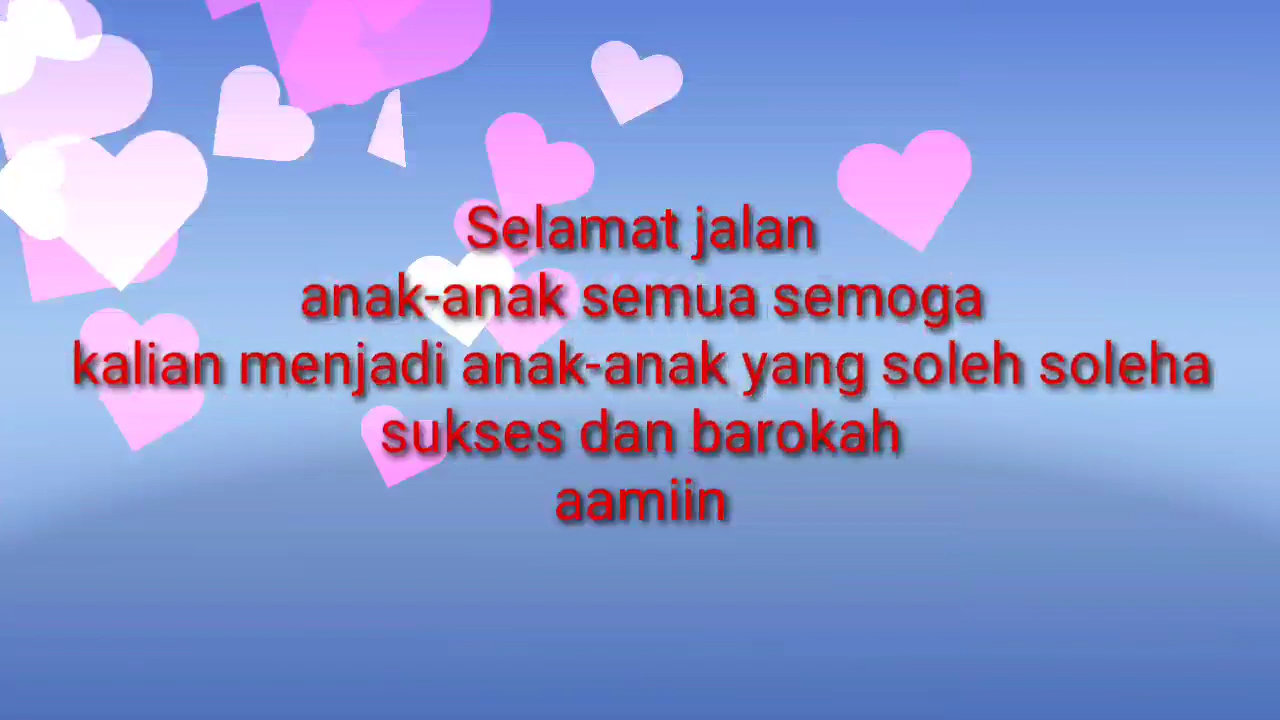 Selamat jalan
anak-anak semua semoga
kalian menjadi anak-anak yang soleh soleha
sukses dan barokah
aamiin